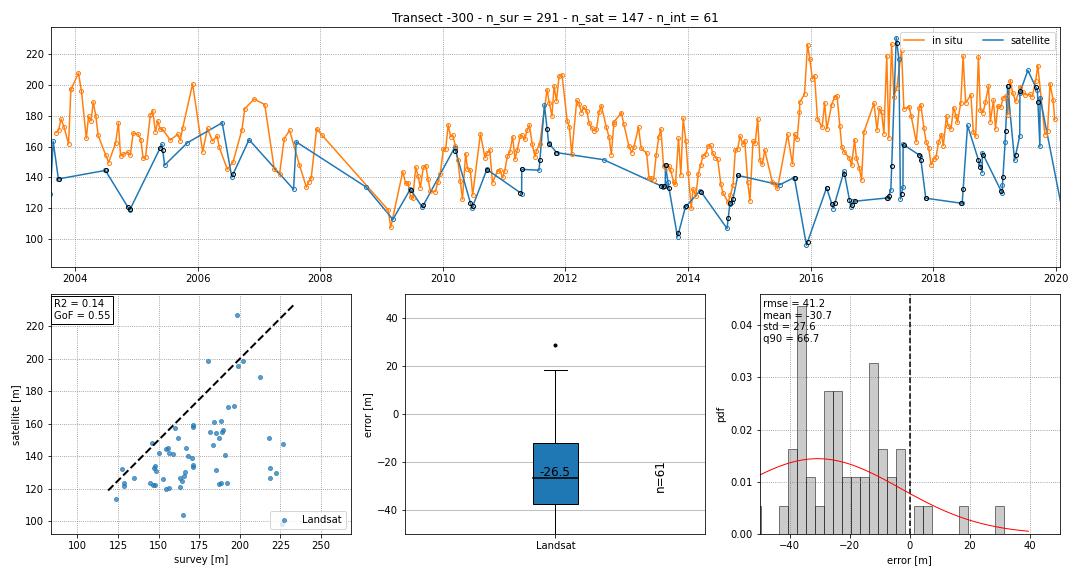 Transect -300 - n_sur = 291 - n_sat = 147 - n_int = 61
in situ
satellite
220
200
180
160
140
120
100
2004
2006
2008
2010
2012
2014
2016
2018
2020
R2 = 0.14
GoF = 0.55
satellite [m]
220
200
180
160
140
120
100
100
125
150
175
200
225
250
survey [m]
Landsat
error [m]
40
20
0
−20
−40
-26.5
n=61
Landsat
rmse = 41.2
mean = -30.7
std = 27.6
q90 = 66.7
pdf
0.04
0.03
0.02
0.01
0.00
−40
−20
0
20
40
error [m]